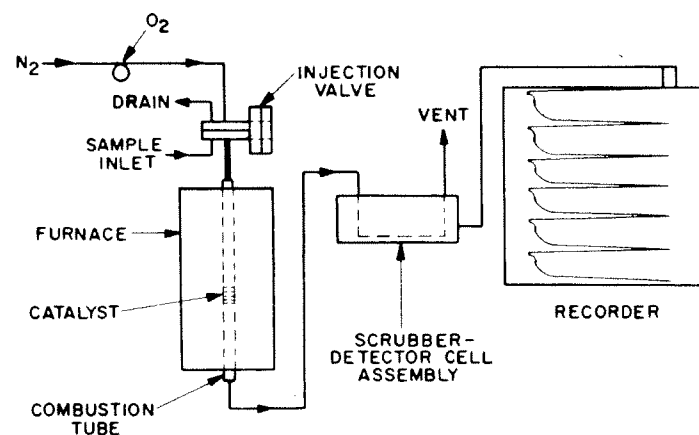 O2
N2
INJECTION
VALVE
DRAIN
VENT
SAMPLE
INLET
FURNACE
CATALYST
RECORDER
SCRUBBER-
DETECTOR CELL
ASSEMBLY
COMBUSTION
TUBE